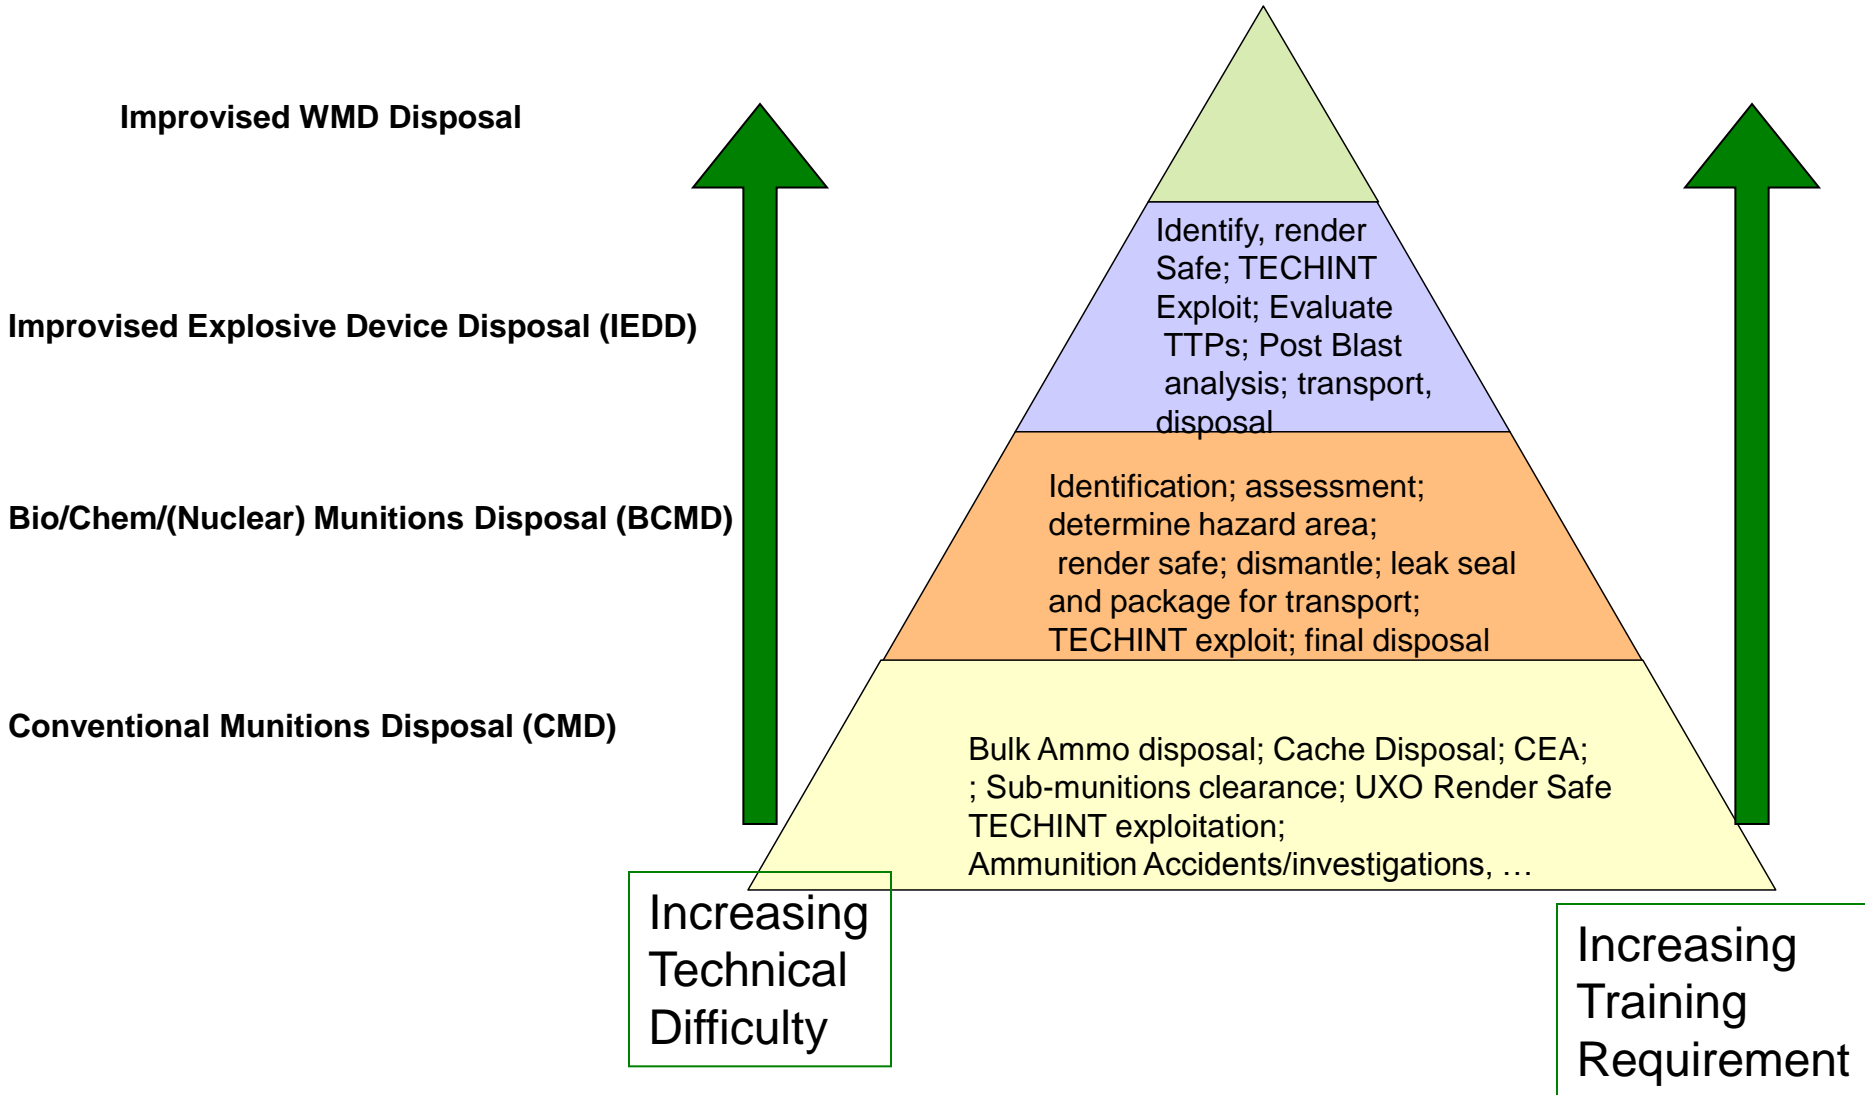 Improvised WMD Disposal
Identify, render
Safe; TECHINT
Exploit; Evaluate
TTPs; Post Blast
analysis; transport,
disposal
Improvised Explosive Device Disposal (IEDD)
Identification; assessment;
determine hazard area;
render safe; dismantle; leak seal
and package for transport;
TECHINT exploit; final disposal
Bio/Chem/(Nuclear) Munitions Disposal (BCMD)
Conventional Munitions Disposal (CMD)
Bulk Ammo disposal; Cache Disposal; CEA;
; Sub-munitions clearance; UXO Render Safe
TECHINT exploitation;
Ammunition Accidents/investigations, …
Increasing
Technical
Difficulty
Increasing
Training
Requirement